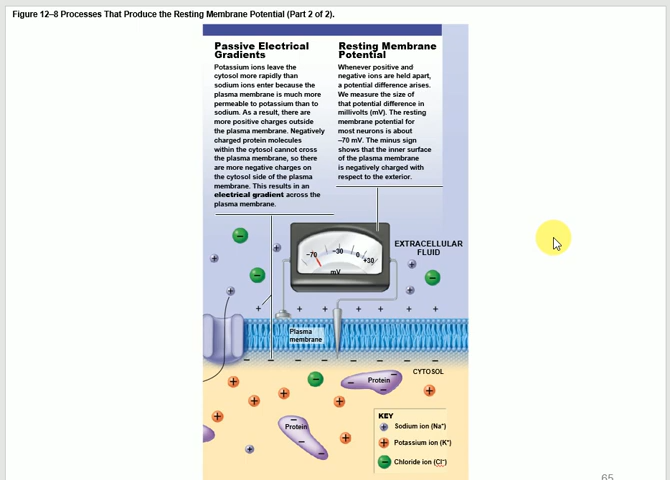 Figure 12–8 Processes That Produce the Resting Membrane Potential (Part 2 of 2).
Passive Electrical
Gradients
Potassium ions leave the
cytosol more rapidly than
sodium ions enter because the
plasma membrane is much more
permeable to potassium than to
sodium. As a result, there are
more positive charges outside
the plasma membrane. Negatively
charged protein molecules
within the cytosol cannot cross
the plasma membrane, so there
are more negative charges on
the cytosol side of the plasma
membrane. This results in an
electrical gradient across the
plasma membrane.
Resting Membrane
Potential
Whenever positive and
negative ions are held apart,
a potential difference arises.
We measure the size of
that potential difference in
millivolts (mV). The resting
membrane potential for
most neurons is about
–70 mV. The minus sign
shows that the inner surface
of the plasma membrane
is negatively charged with
respect to the exterior.
EXTRACELLULAR
FLUID
–70 –30 0 +30
mV
Plasma
membrane
CYTOSOL
Protein
Protein
KEY
Sodium ion (Na⁺)
Potassium ion (K⁺)
Chloride ion (Cl⁻)
65